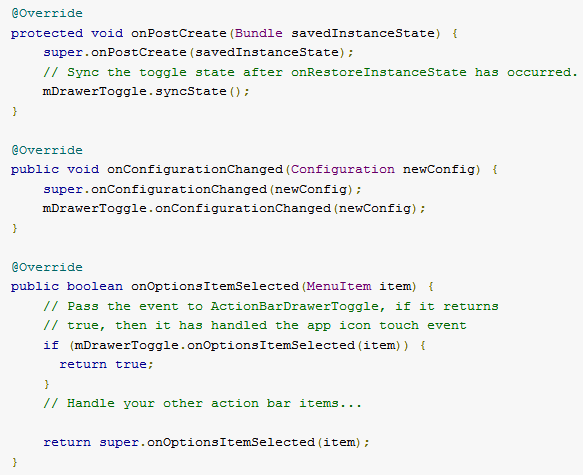 @Override
protected void onPostCreate(Bundle savedInstanceState) {
    super.onPostCreate(savedInstanceState);
    // Sync the toggle state after onRestoreInstanceState has occurred.
    mDrawerToggle.syncState();
}

@Override
public void onConfigurationChanged(Configuration newConfig) {
    super.onConfigurationChanged(newConfig);
    mDrawerToggle.onConfigurationChanged(newConfig);
}

@Override
public boolean onOptionsItemSelected(MenuItem item) {
    // Pass the event to ActionBarDrawerToggle, if it returns
    // true, then it has handled the app icon touch event
    if (mDrawerToggle.onOptionsItemSelected(item)) {
      return true;
    }
    // Handle your other action bar items...

    return super.onOptionsItemSelected(item);
}